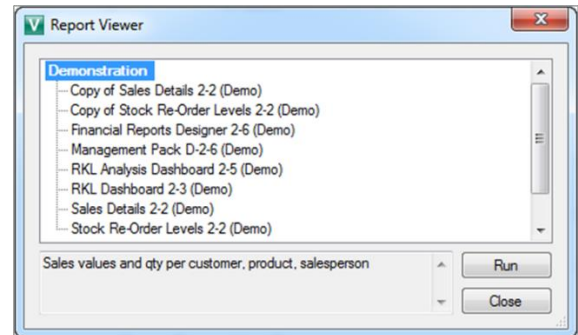 Report Viewer
Demonstration
Copy of Sales Details 2-2 (Demo)
Copy of Stock Re-Order Levels 2-2 (Demo)
Financial Reports Designer 2-6 (Demo)
Management Pack D-2-6 (Demo)
RKL Analysis Dashboard 2-5 (Demo)
RKL Dashboard 2-3 (Demo)
Sales Details 2-2 (Demo)
Stock Re-Order Levels 2-2 (Demo)
Sales values and qty per customer, product, salesperson
Run
Close